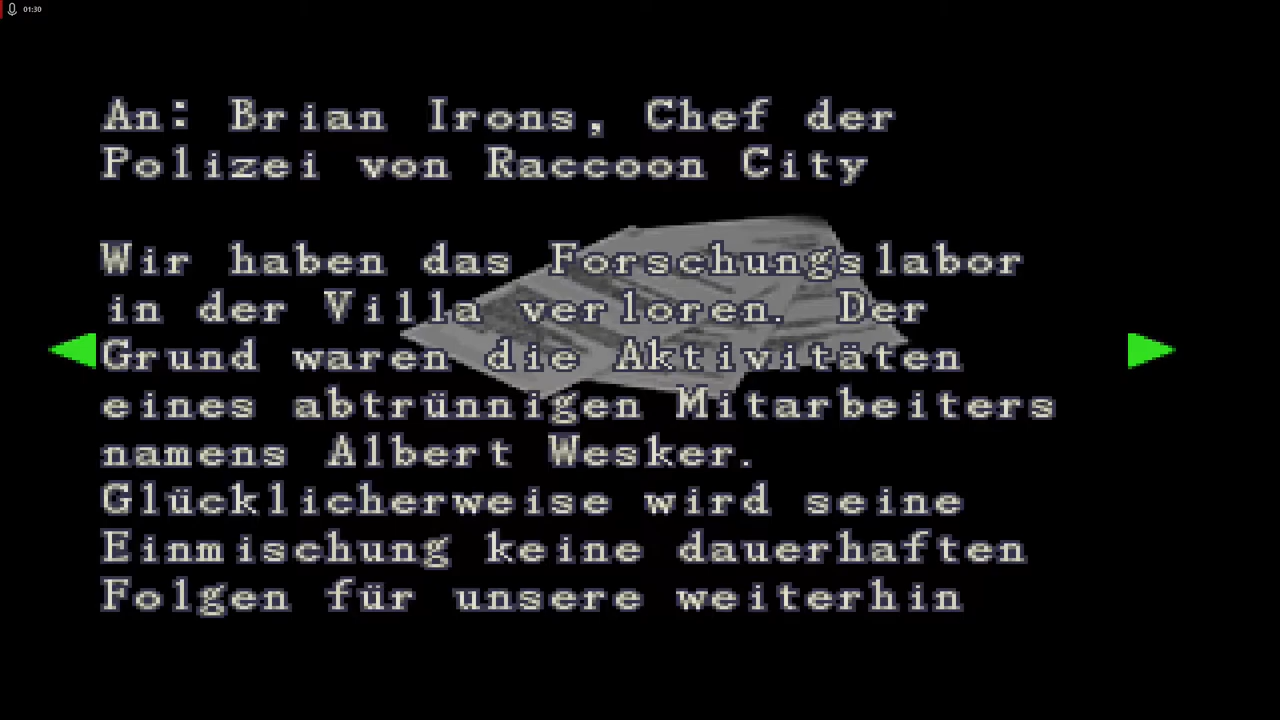 01:30
An: Brian Irons, Chef der
Polizei von Raccoon City
Wir haben das Forschungslabor
in der Villa verloren. Der
Grund waren die Aktivitäten
eines abtrünnigen Mitarbeiters
namens Albert Wesker.
Glücklicherweise wird seine
Einmischung keine dauerhaften
Folgen für unsere weiterhin